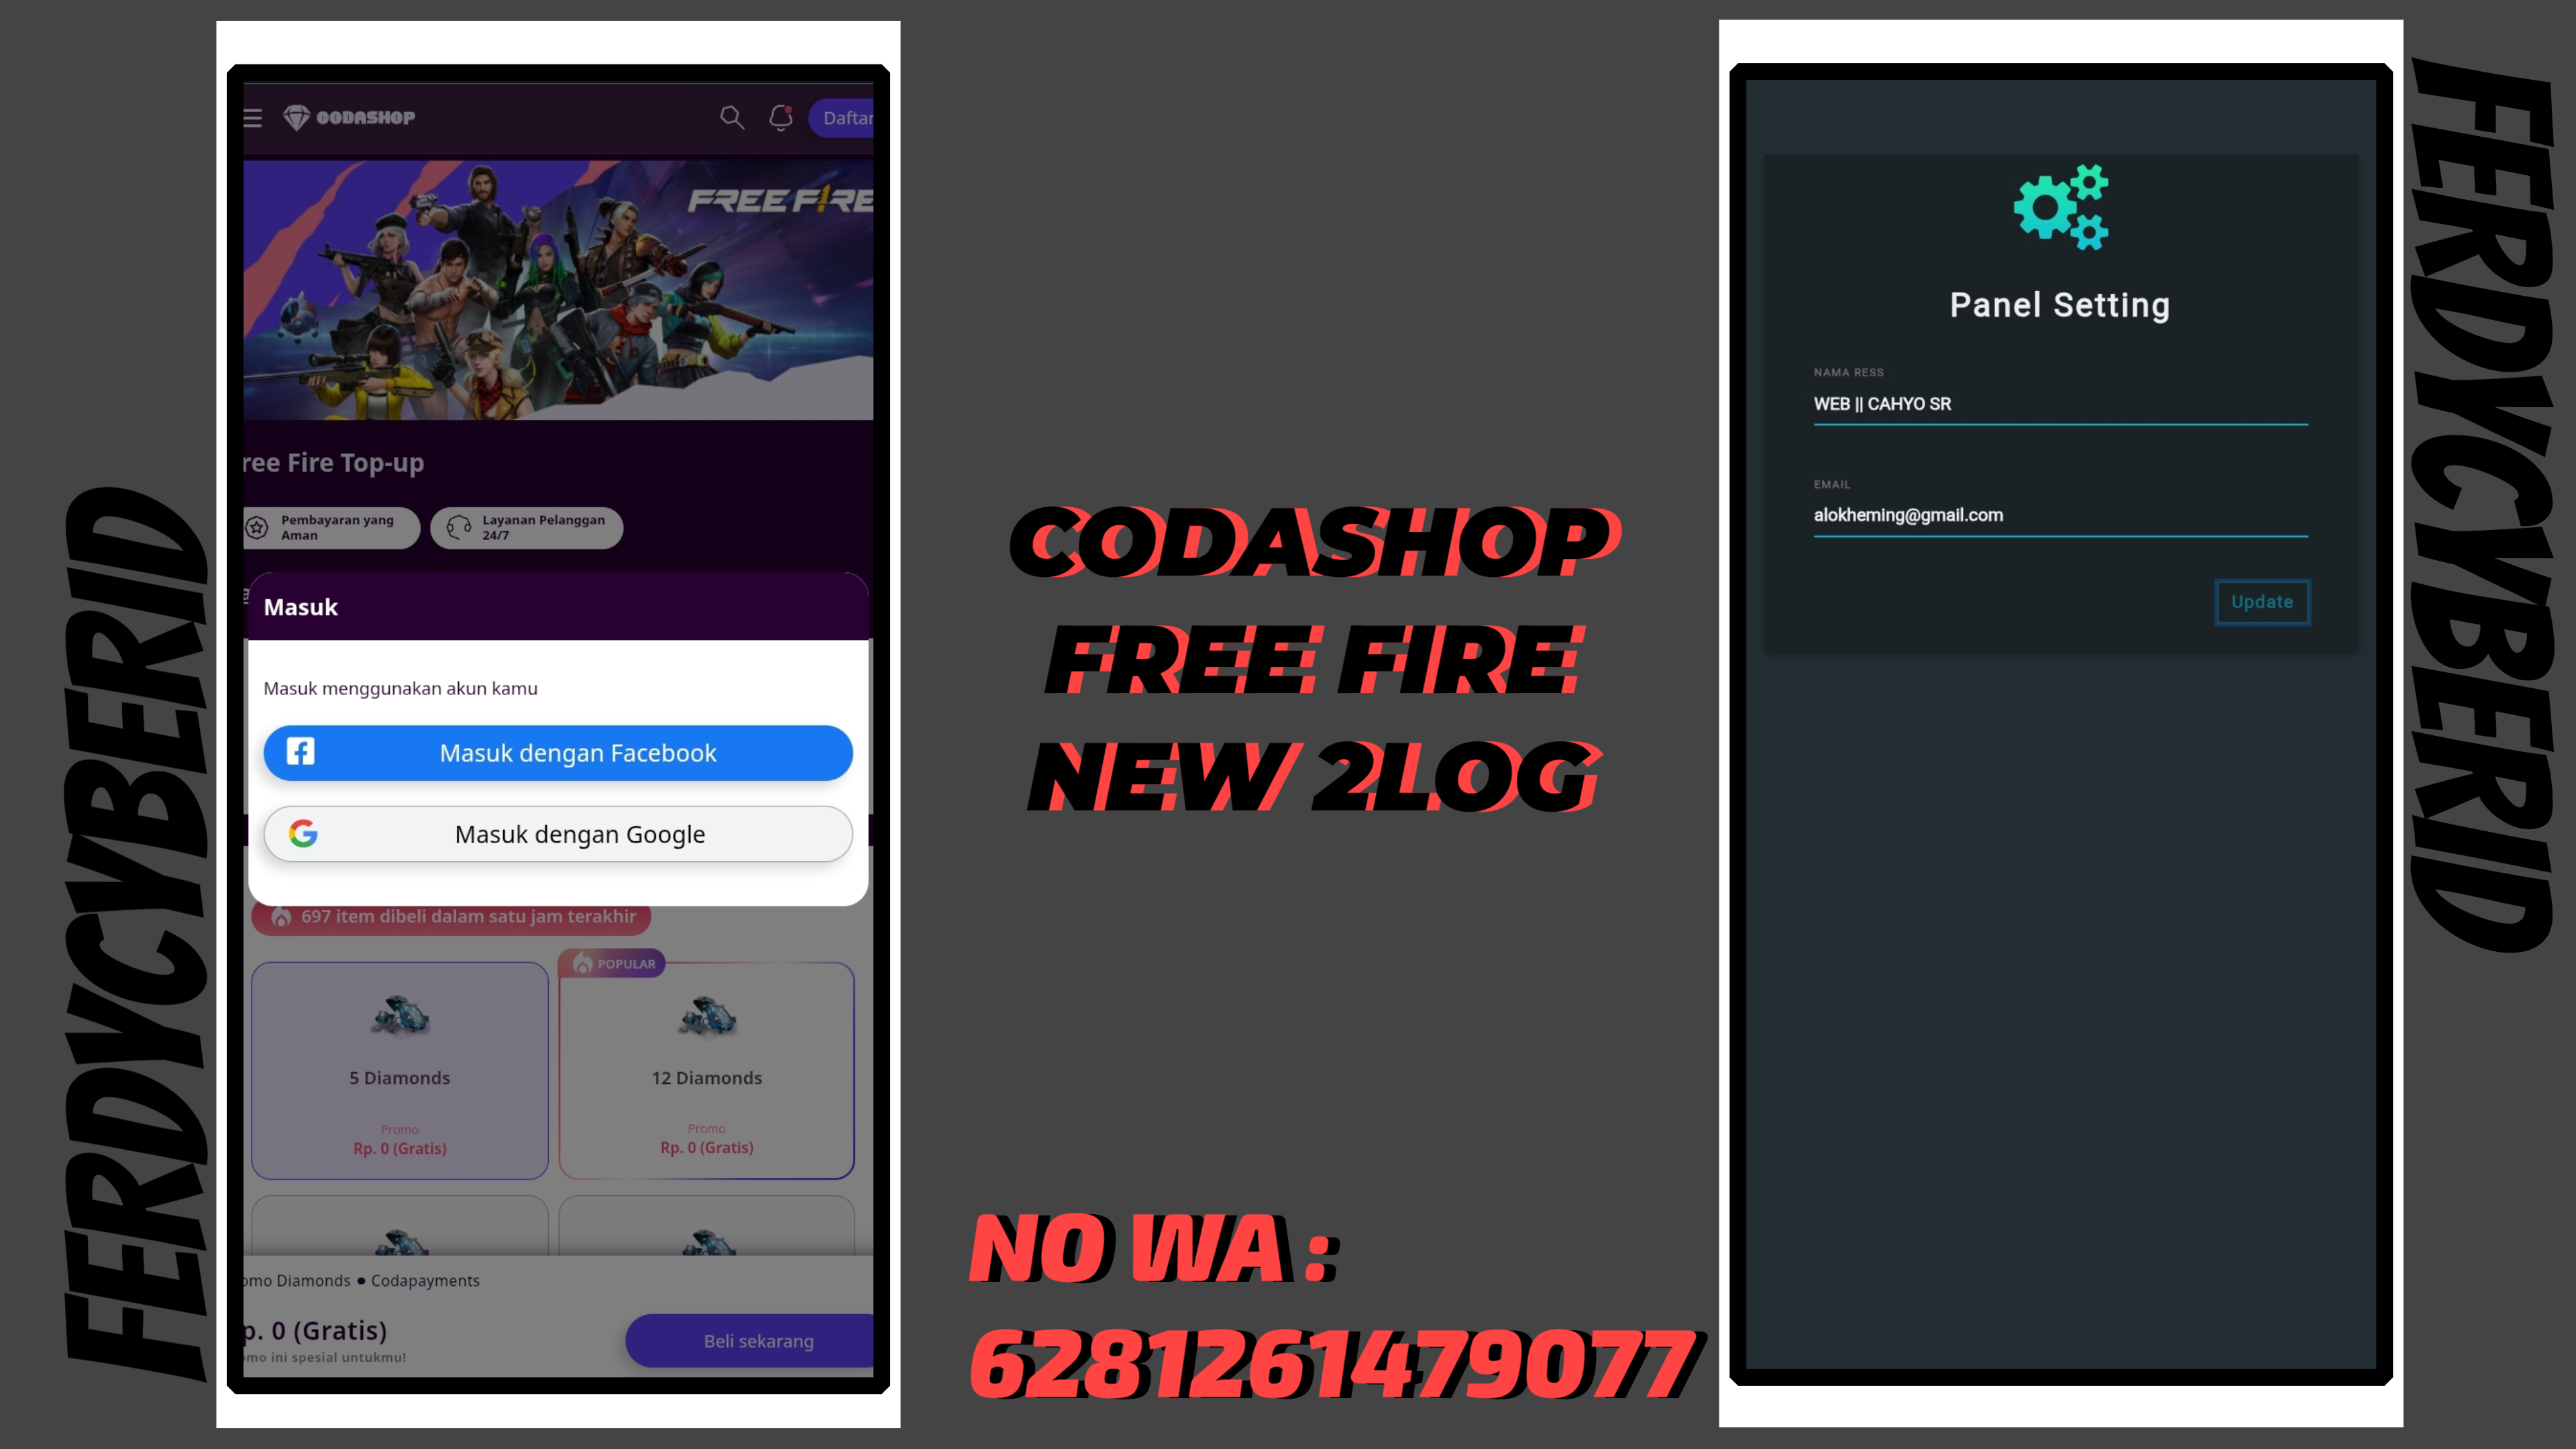 FERDYCYBERID
CODASHOP
Daftar
FREE FIRE
ree Fire Top-up
Pembayaran yang
Aman
Layanan Pelanggan
24/7
Masuk
Masuk menggunakan akun kamu
Masuk dengan Facebook
Masuk dengan Google
697 item dibeli dalam satu jam terakhir
POPULAR
5 Diamonds
12 Diamonds
Promo
Promo
Rp. 0 (Gratis)
Rp. 0 (Gratis)
omo Diamonds • Codapayments
p. 0 (Gratis)
omo ini spesial untukmu!
Beli sekarang
CODASHOP
FREE FIRE
NEW 2LOG
NO WA :
6281261479077
Panel Setting
NAMA RESS
WEB || CAHYO SR
EMAIL
alokheming@gmail.com
Update
FERDYCYBERID